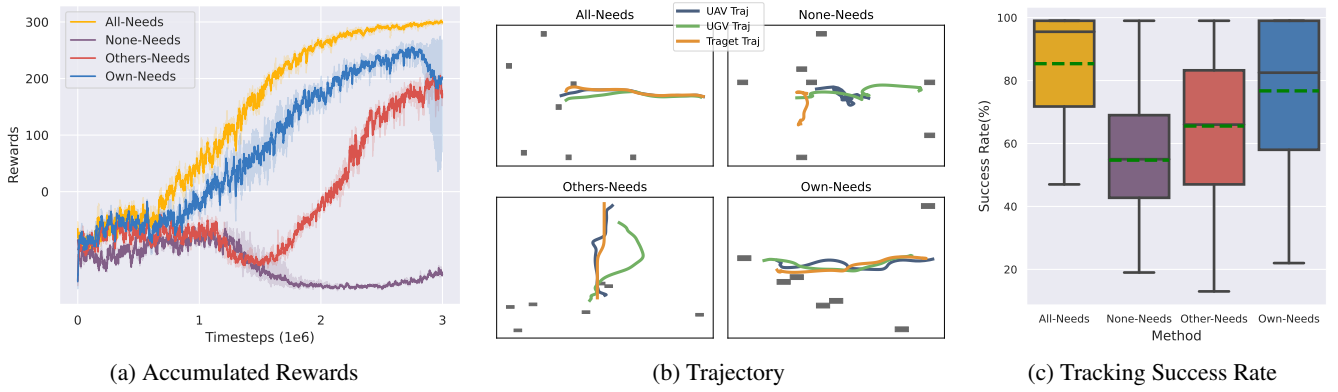 All-Needs
None-Needs
Others-Needs
Own-Needs
Rewards
300
200
100
0
0
1
2
3
Timesteps (1e6)
(a) Accumulated Rewards
UAV Traj
UGV Traj
Traget Traj
All-Needs
None-Needs
Others-Needs
Own-Needs
(b) Trajectory
Success Rate(%)
100
80
60
40
20
All-Needs
None-Needs
Other-Needs
Own-Needs
Method
(c) Tracking Success Rate